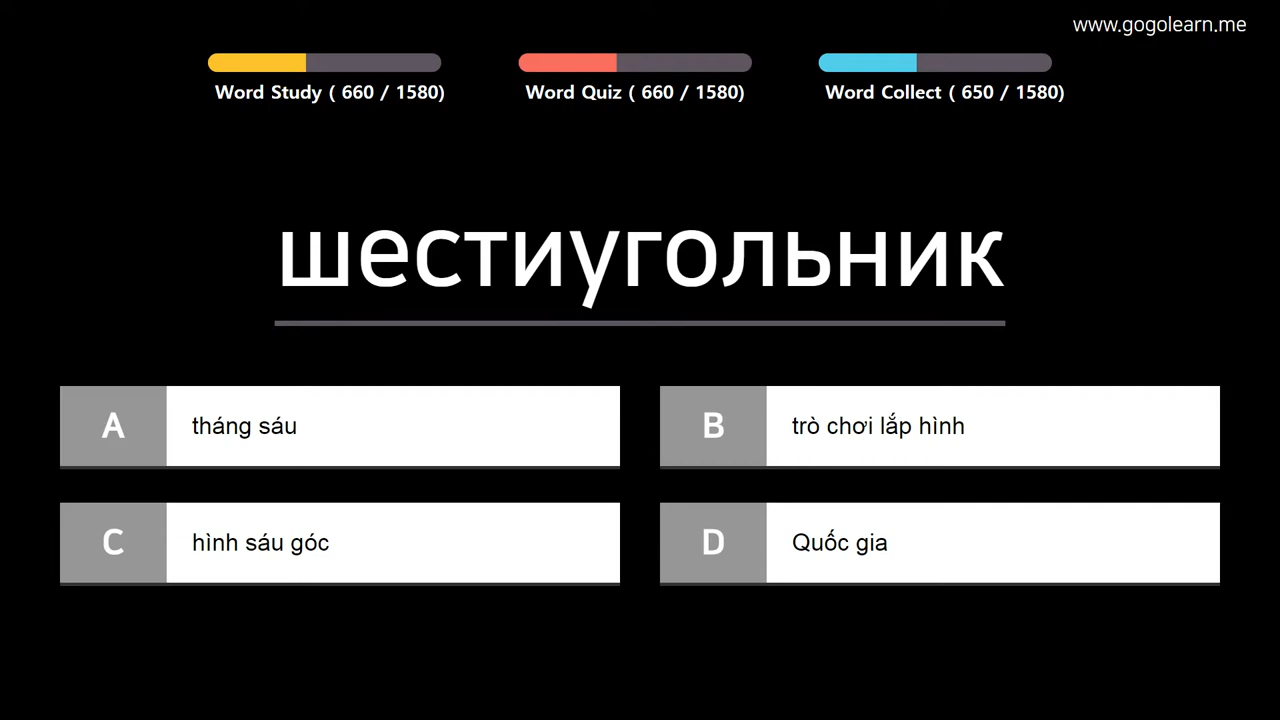 www.gogolearn.me
Word Study ( 660 / 1580)
Word Quiz ( 660 / 1580)
Word Collect ( 650 / 1580)
шестиугольник
A tháng sáu
B trò chơi lắp hình
C hình sáu góc
D Quốc gia